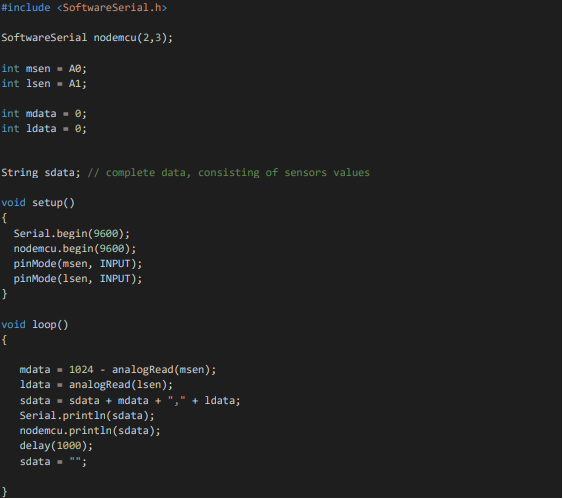 #include <SoftwareSerial.h>
SoftwareSerial nodemcu(2,3);
int msen = A0;
int lsen = A1;
int mdata = 0;
int ldata = 0;
String sdata; // complete data, consisting of sensors values
void setup()
{
Serial.begin(9600);
nodemcu.begin(9600);
pinMode(msen, INPUT);
pinMode(lsen, INPUT);
}
void loop()
{
mdata = 1024 - analogRead(msen);
ldata = analogRead(lsen);
sdata = sdata + mdata + "," + ldata;
Serial.println(sdata);
nodemcu.println(sdata);
delay(1000);
sdata = "";
}